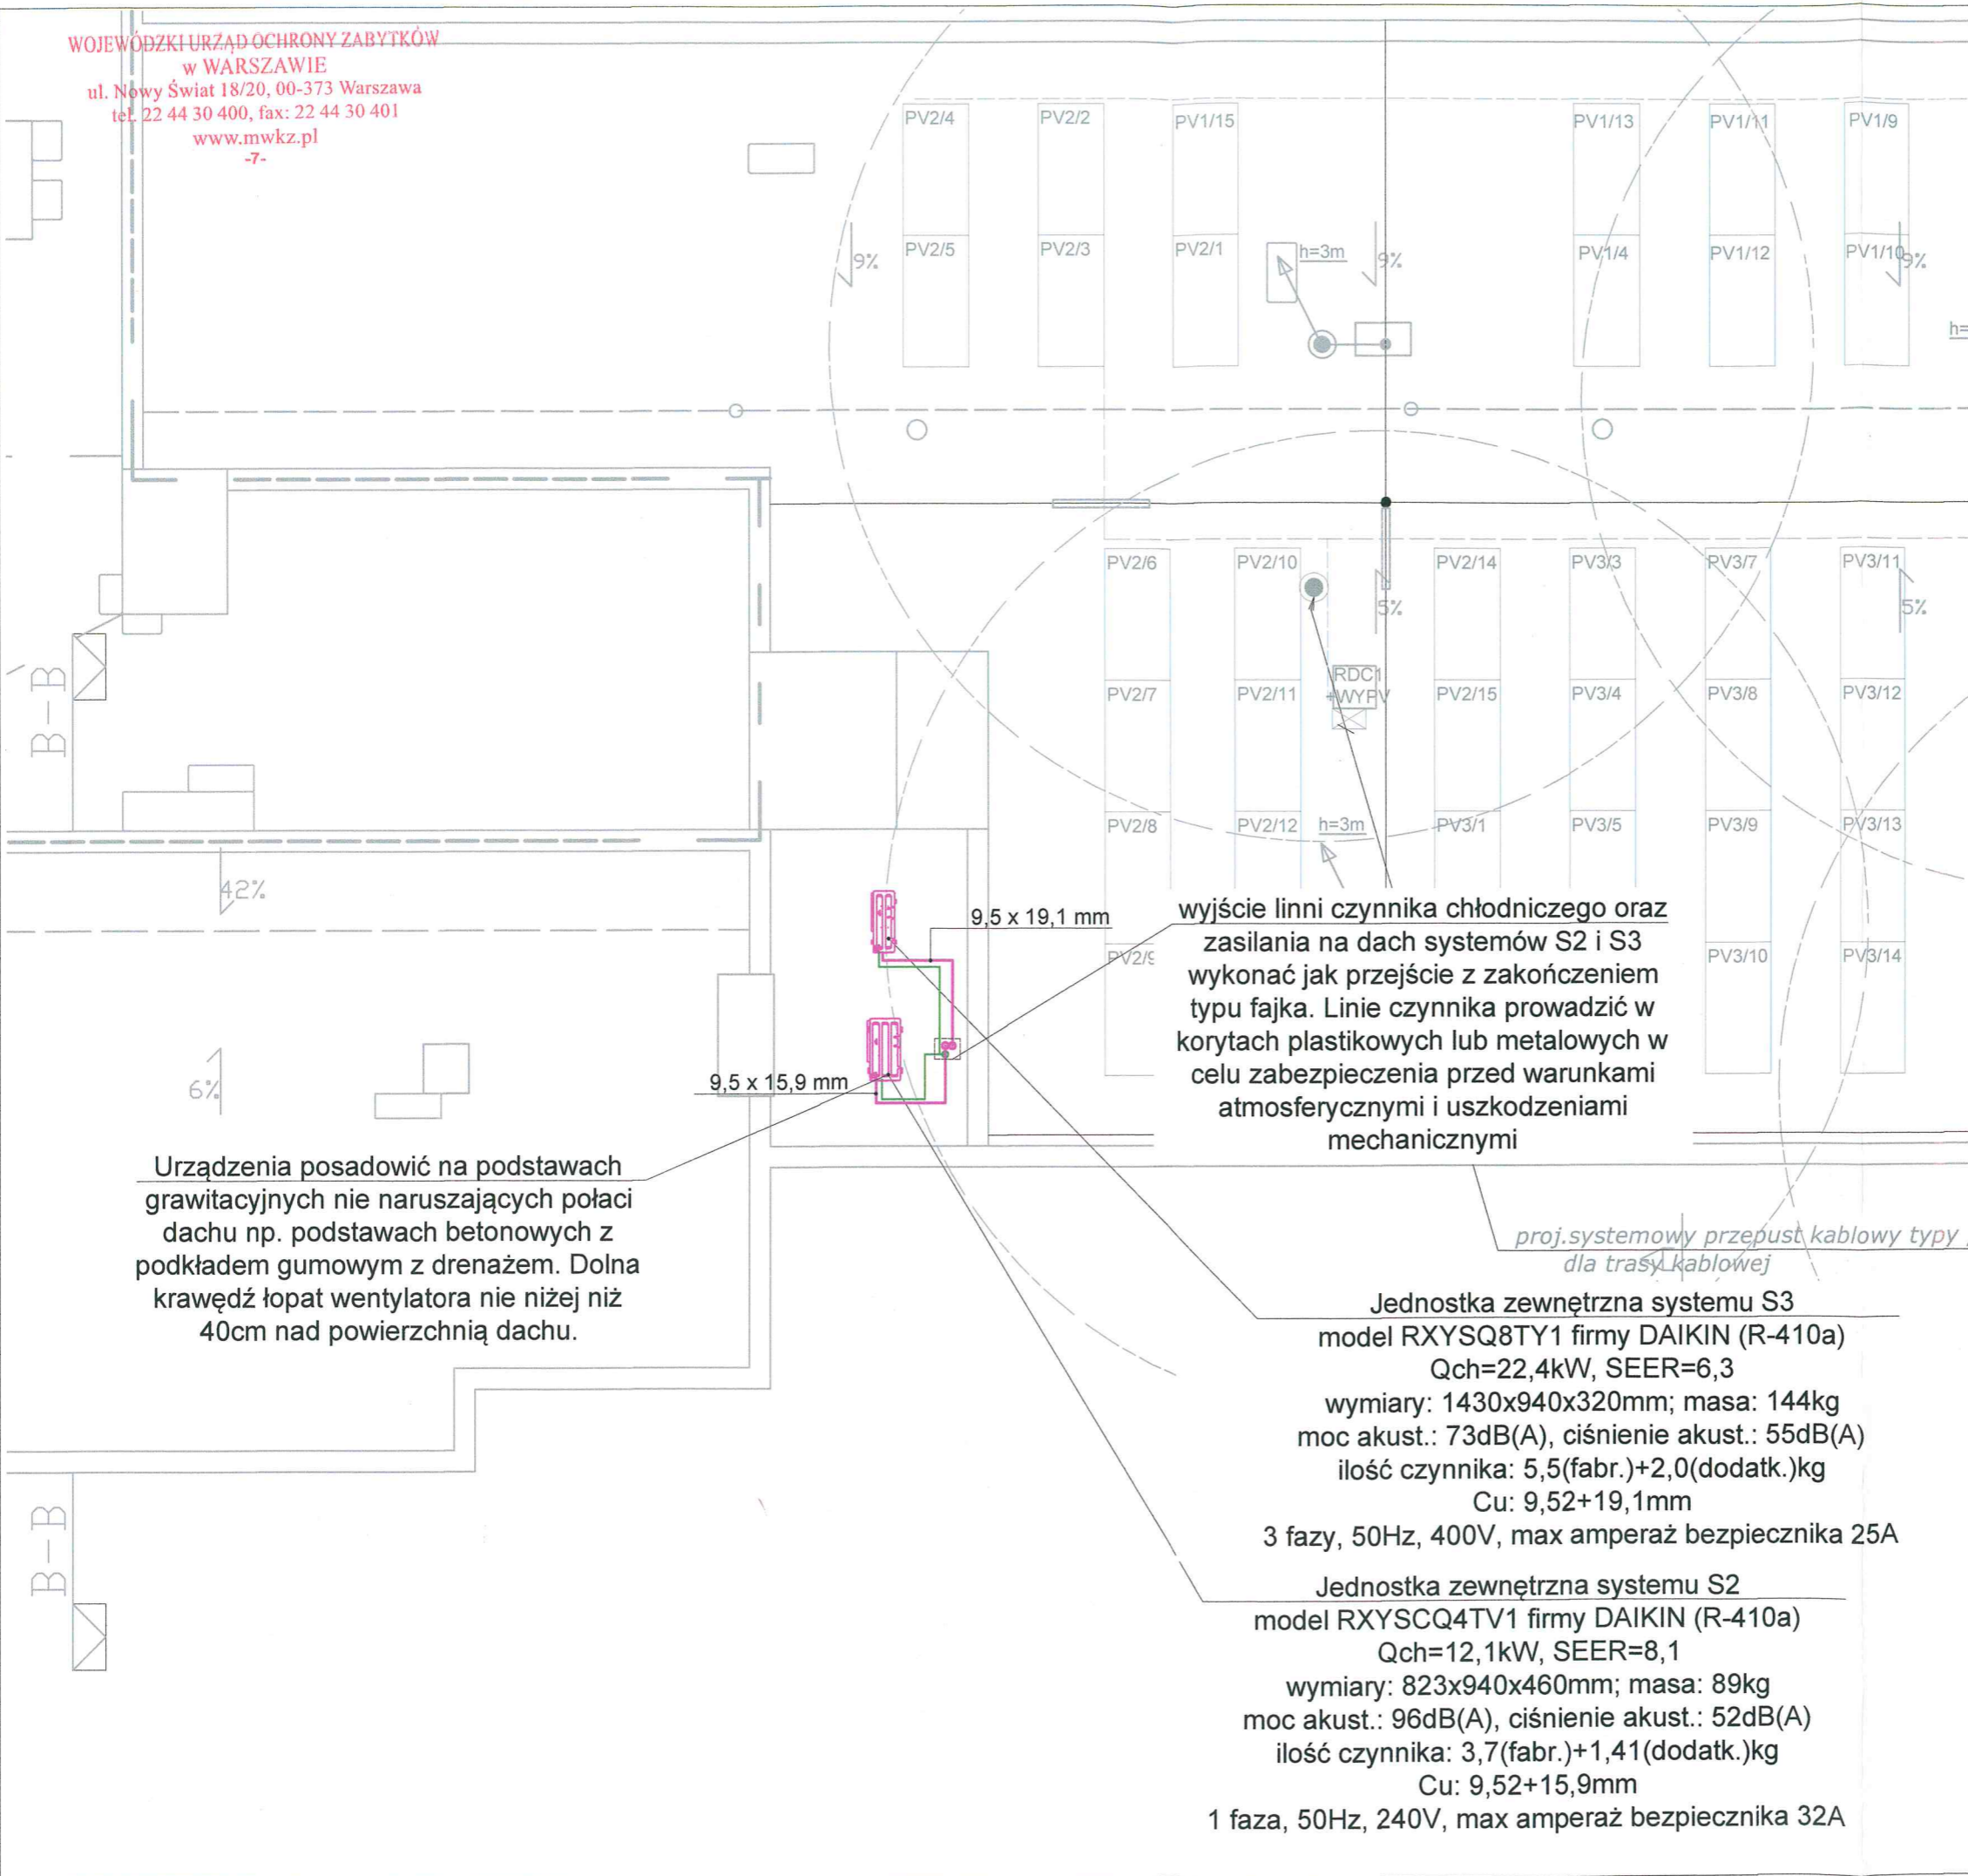 WOJEWÓDZKI URZĄD OCHRONY ZABYTKÓW
w WARSZAWIE
ul. Nowy Świat 18/20, 00-373 Warszawa
tel. 22 44 30 400, fax: 22 44 30 401
www.mwkz.pl
-7-
PV2/4
PV2/2
PV1/15
PV1/13
PV1/11
PV1/9
PV2/5
PV2/3
PV2/1
PV1/4
PV1/12
PV1/10
9%
h=3m
9%
9%
h=
PV2/6
PV2/10
PV2/14
PV3/3
PV3/7
PV3/11
5%
5%
RDC1
+WYPV
PV2/7
PV2/11
PV2/15
PV3/4
PV3/8
PV3/12
PV2/8
PV2/12
h=3m
PV3/1
PV3/5
PV3/9
PV3/13
PV2/9
PV3/10
PV3/14
B-B
42%
6%
9,5 x 19,1 mm
9,5 x 15,9 mm
wyjście linni czynnika chłodniczego oraz
zasilania na dach systemów S2 i S3
wykonać jak przejście z zakończeniem
typu fajka. Linie czynnika prowadzić w
korytach plastikowych lub metalowych w
celu zabezpieczenia przed warunkami
atmosferycznymi i uszkodzeniami
mechanicznymi
Urządzenia posadowić na podstawach
grawitacyjnych nie naruszających połaci
dachu np. podstawach betonowych z
podkładem gumowym z drenażem. Dolna
krawędź łopat wentylatora nie niżej niż
40cm nad powierzchnią dachu.
proj.systemowy przepust kablowy typy
dla trasy kablowej
Jednostka zewnętrzna systemu S3
model RXYSQ8TY1 firmy DAIKIN (R-410a)
Qch=22,4kW, SEER=6,3
wymiary: 1430x940x320mm; masa: 144kg
moc akust.: 73dB(A), ciśnienie akust.: 55dB(A)
ilość czynnika: 5,5(fabr.)+2,0(dodatk.)kg
Cu: 9,52+19,1mm
3 fazy, 50Hz, 400V, max amperaż bezpiecznika 25A
Jednostka zewnętrzna systemu S2
model RXYSCQ4TV1 firmy DAIKIN (R-410a)
Qch=12,1kW, SEER=8,1
wymiary: 823x940x460mm; masa: 89kg
moc akust.: 96dB(A), ciśnienie akust.: 52dB(A)
ilość czynnika: 3,7(fabr.)+1,41(dodatk.)kg
Cu: 9,52+15,9mm
1 faza, 50Hz, 240V, max amperaż bezpiecznika 32A
B-B